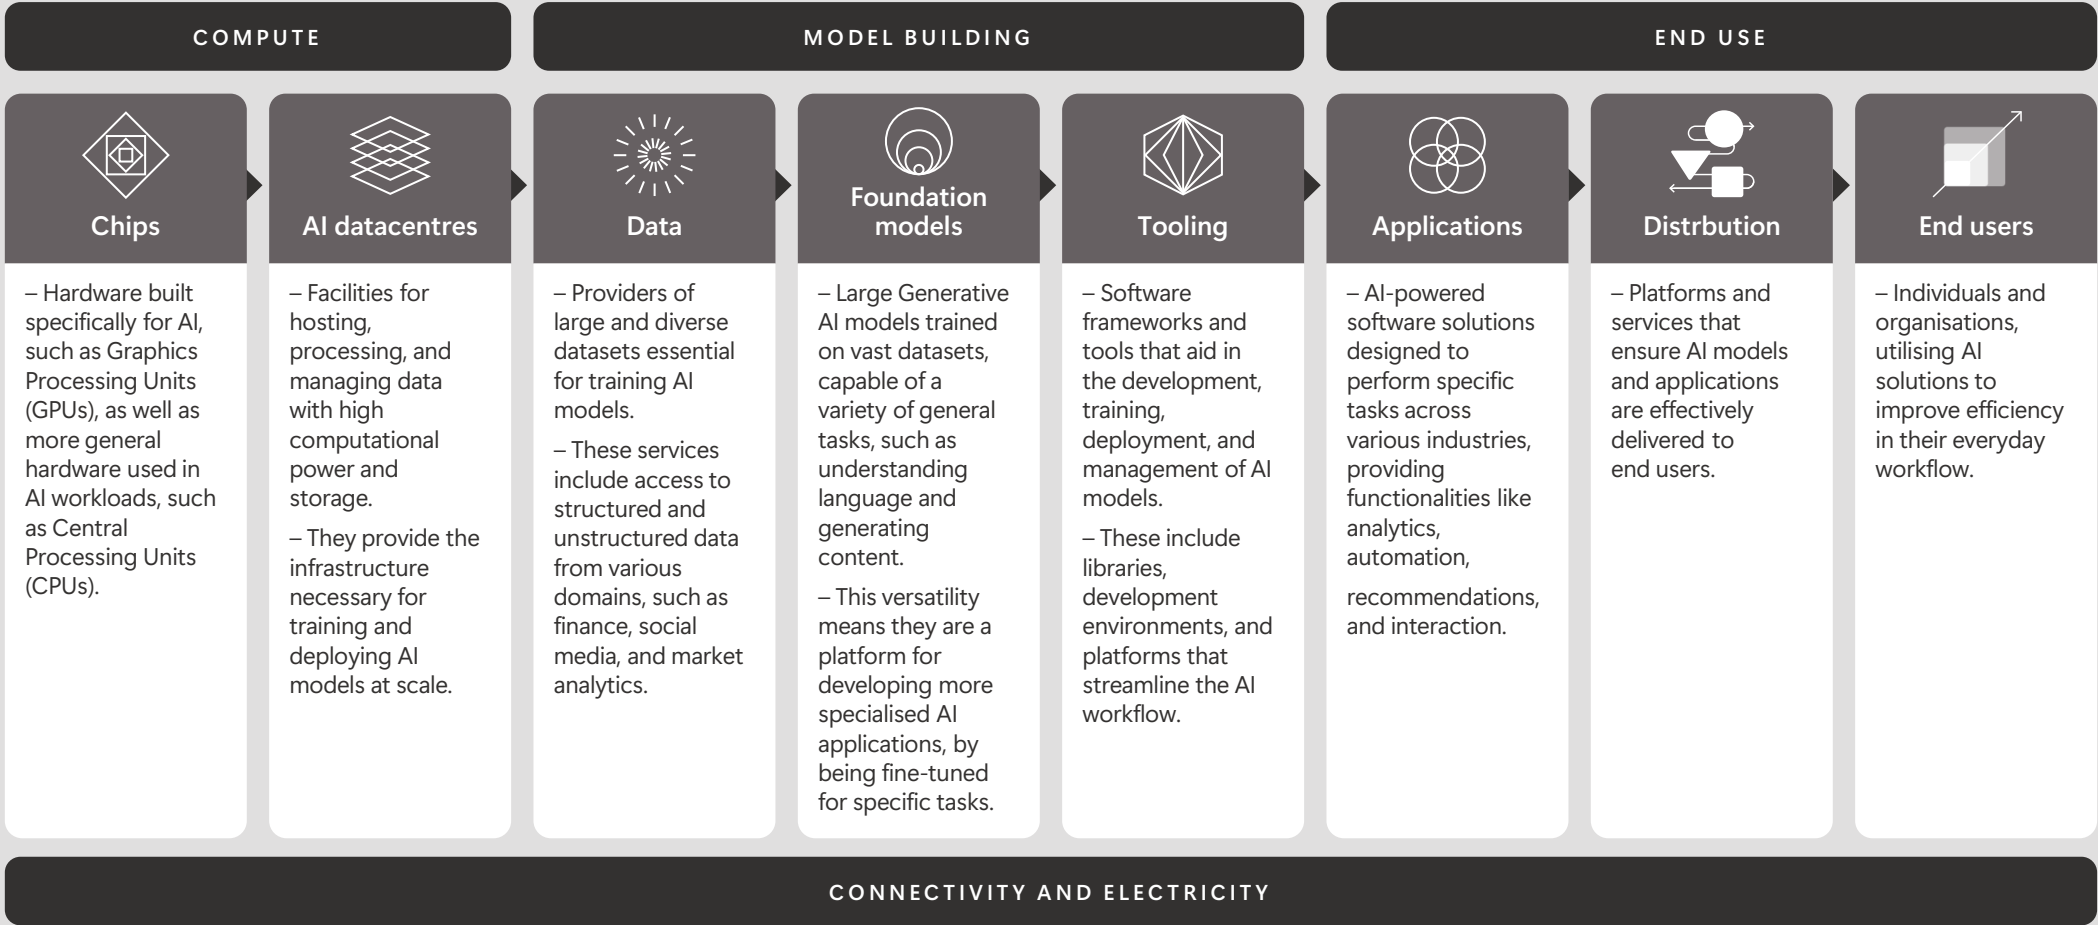 COMPUTE
MODEL BUILDING
END USE
Chips
– Hardware built
specifically for AI,
such as Graphics
Processing Units
(GPUs), as well as
more general
hardware used in
AI workloads, such
as Central
Processing Units
(CPUs).
AI datacentres
– Facilities for
hosting,
processing, and
managing data
with high
computational
power and
storage.
– They provide the
infrastructure
necessary for
training and
deploying AI
models at scale.
Data
– Providers of
large and diverse
datasets essential
for training AI
models.
– These services
include access to
structured and
unstructured data
from various
domains, such as
finance, social
media, and market
analytics.
Foundation
models
– Large Generative
AI models trained
on vast datasets,
capable of a
variety of general
tasks, such as
understanding
language and
generating
content.
– This versatility
means they are a
platform for
developing more
specialised AI
applications, by
being fine-tuned
for specific tasks.
Tooling
– Software
frameworks and
tools that aid in
the development,
training,
deployment, and
management of AI
models.
– These include
libraries,
development
environments, and
platforms that
streamline the AI
workflow.
Applications
– AI-powered
software solutions
designed to
perform specific
tasks across
various industries,
providing
functionalities like
analytics,
automation,
recommendations,
and interaction.
Distrbution
– Platforms and
services that
ensure AI models
and applications
are effectively
delivered to
end users.
End users
– Individuals and
organisations,
utilising AI
solutions to
improve efficiency
in their everyday
workflow.
CONNECTIVITY AND ELECTRICITY